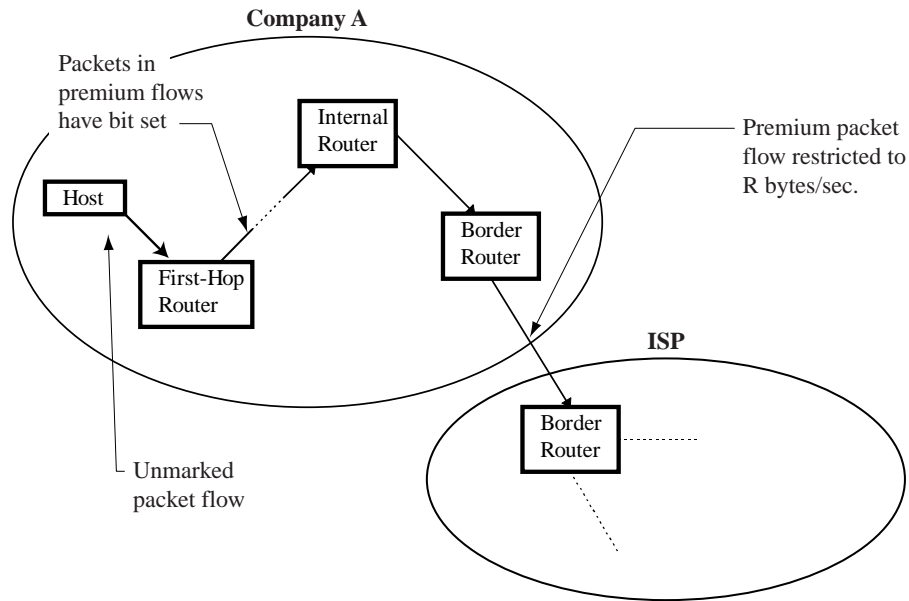 Company A
Packets in
premium flows
have bit set
Internal
Router
Premium packet
flow restricted to
R bytes/sec.
Host
Border
Router
First-Hop
Router
ISP
Border
Router
Unmarked
packet flow